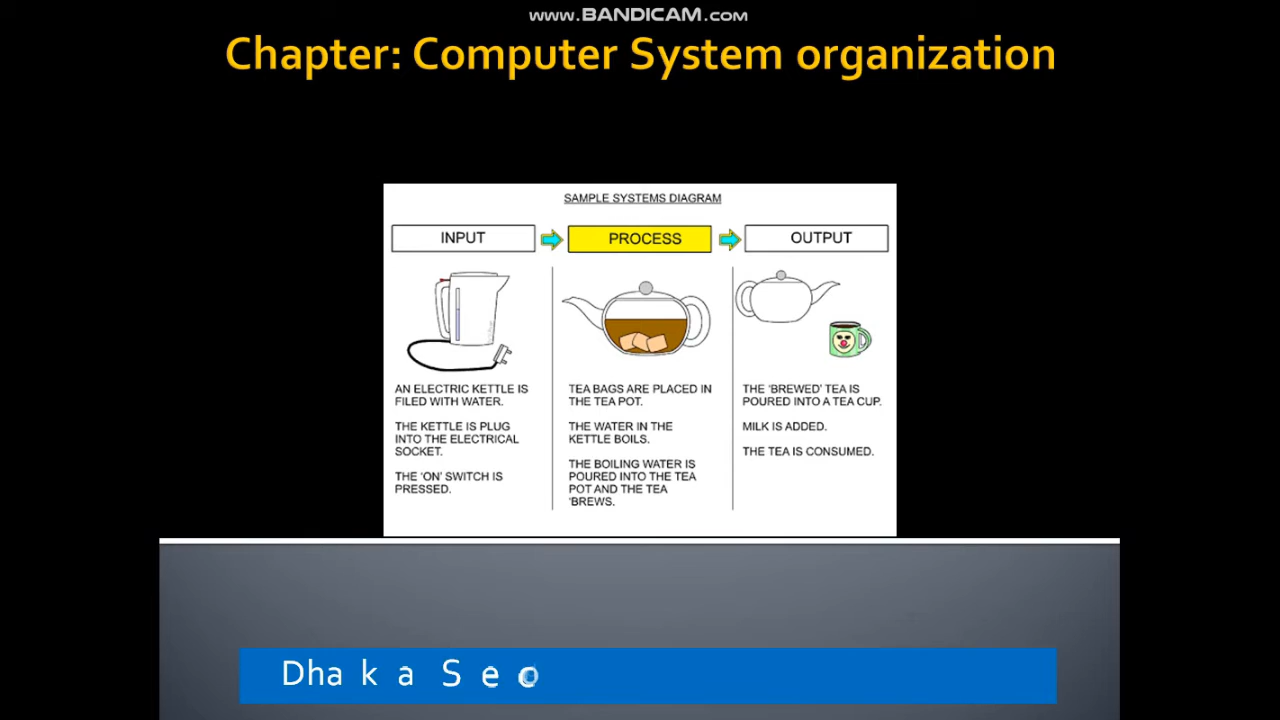 www.BANDICAM.com
Chapter: Computer System organization
SAMPLE SYSTEMS DIAGRAM
INPUT
PROCESS
OUTPUT
AN ELECTRIC KETTLE IS
FILED WITH WATER.
THE KETTLE IS PLUG
INTO THE ELECTRICAL
SOCKET.
THE 'ON' SWITCH IS
PRESSED.
TEA BAGS ARE PLACED IN
THE TEA POT.
THE WATER IN THE
KETTLE BOILS.
THE BOILING WATER IS
POURED INTO THE TEA
POT AND THE TEA
'BREWS.
THE 'BREWED' TEA IS
POURED INTO A TEA CUP.
MILK IS ADDED.
THE TEA IS CONSUMED.
Dha k a S e c